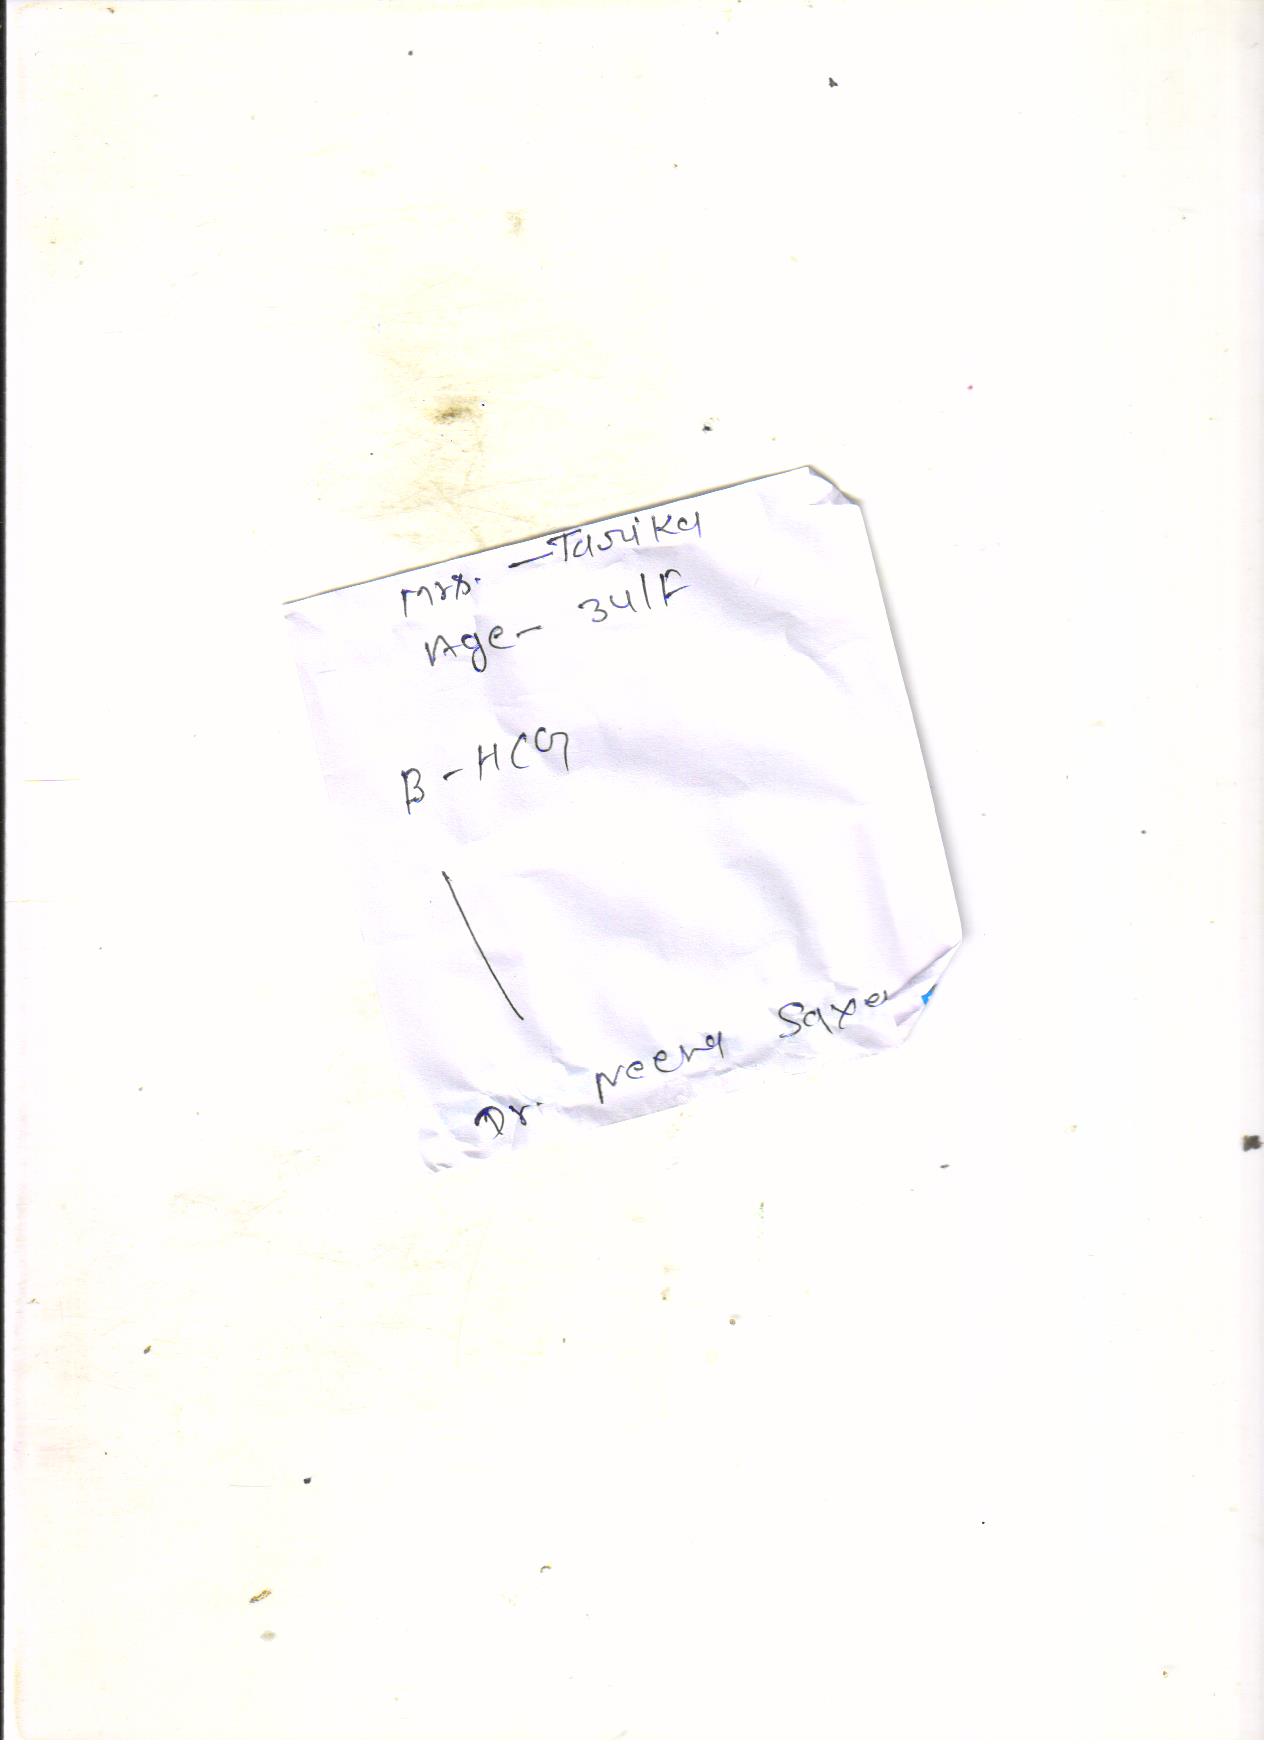 Mrs. - Tarika
Age - 34/F
B - HCG
Dr. Neena Saxe